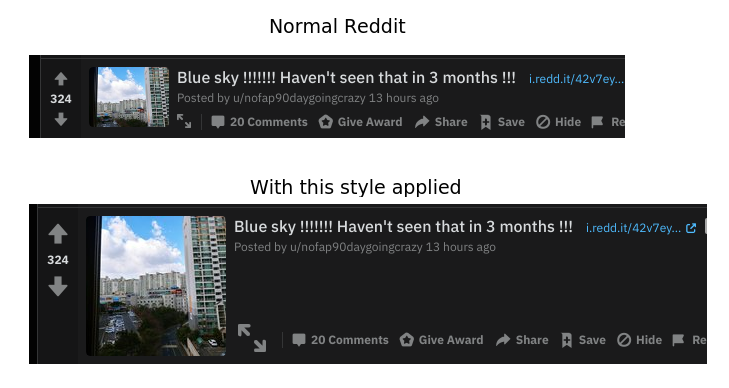 Normal Reddit
Blue sky !!!!!!! Haven't seen that in 3 months !!! i.redd.it/42v7ey...
Posted by u/nofap90daygoingcrazy 13 hours ago
324
20 Comments Give Award Share Save Hide Re
With this style applied
Blue sky !!!!!!! Haven't seen that in 3 months !!! i.redd.it/42v7ey...
Posted by u/nofap90daygoingcrazy 13 hours ago
324
20 Comments Give Award Share Save Hide Re